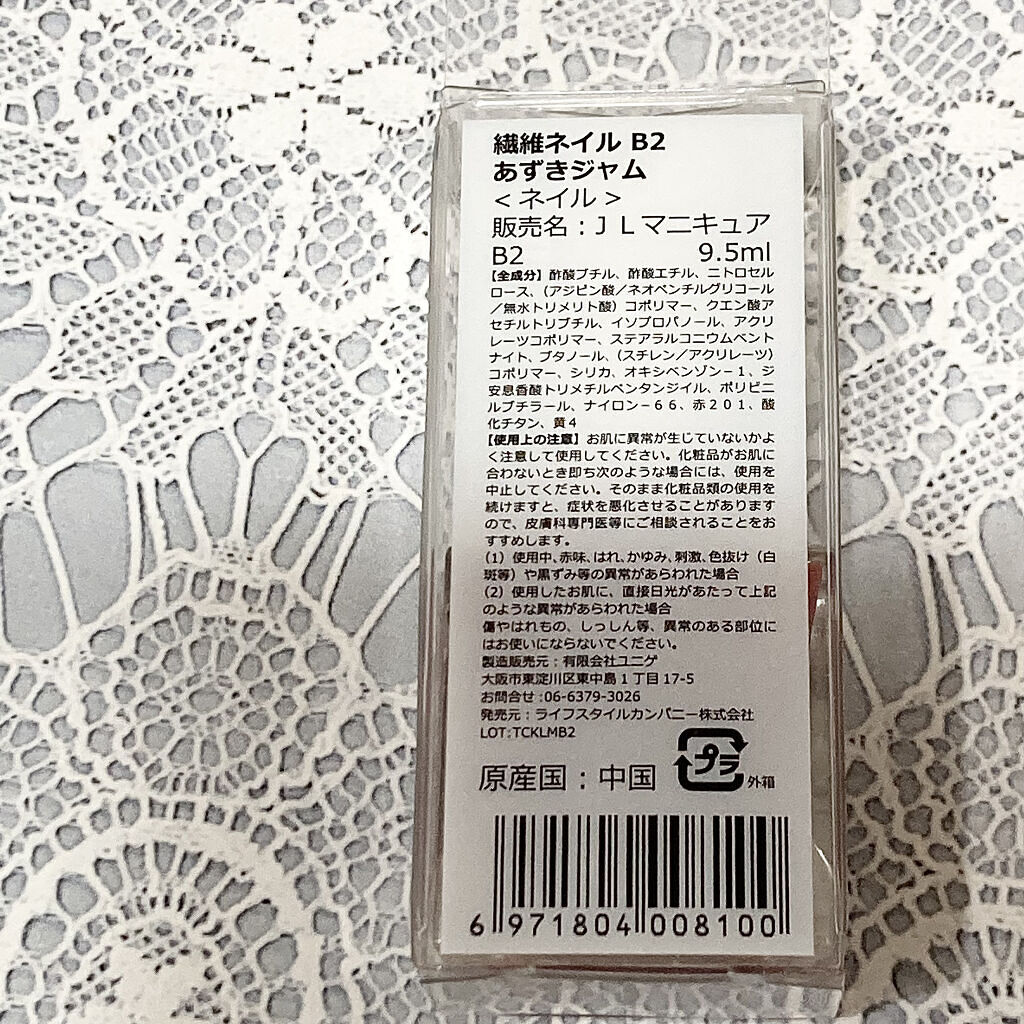 繊維ネイル B2
あずきジャム
< ネイル >
販売名：ＪＬマニキュア
B2 9.5ml
【全成分】酢酸ブチル、酢酸エチル、ニトロセル
ロース、（アジピン酸／ネオペンチルグリコール
／無水トリメリト酸）コポリマー、クエン酸ア
セチルトリブチル、イソプロパノール、アクリ
レーツコポリマー、ステアラルコニウムベント
ナイト、ブタノール、（スチレン／アクリレーツ）
コポリマー、シリカ、オキシベンゾン－１、ジ
安息香酸トリメチルペンタンジイル、ポリビニ
ルブチラール、ナイロン－６６、赤２０１、酸
化チタン、黄４
【使用上の注意】お肌に異常が生じていないかよ
く注意して使用してください。化粧品がお肌に
合わないとき即ち次のような場合には、使用を
中止してください。そのまま化粧品類の使用を
続けますと、症状を悪化させることがあります
ので、皮膚科専門医等にご相談されることをお
すすめします。
（1）使用中、赤味、はれ、かゆみ、刺激、色抜け（白
斑等）や黒ずみ等の異常があらわれた場合
（2）使用したお肌に、直接日光があたって上記
のような異常があらわれた場合
傷やはれもの、しっしん等、異常のある部位に
はお使いにならないでください。
製造販売元：有限会社ユニゲ
大阪市東淀川区東中島１丁目17-5
お問合せ:06-6379-3026
発売元：ライフスタイルカンパニー株式会社
LOT:TCKLMB2
原産国：中国
プラ
外箱
6 971804 008100